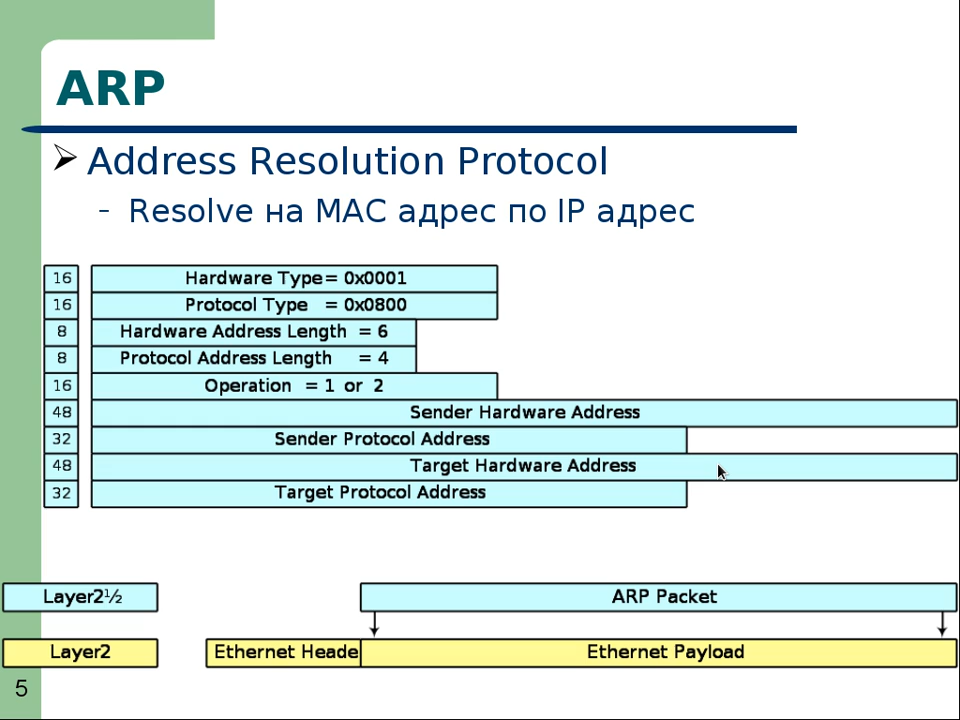 ARP
Address Resolution Protocol
- Resolve на MAC адрес по IP адрес
16 Hardware Type = 0x0001
16 Protocol Type = 0x0800
8 Hardware Address Length = 6
8 Protocol Address Length = 4
16 Operation = 1 or 2
48 Sender Hardware Address
32 Sender Protocol Address
48 Target Hardware Address
32 Target Protocol Address
Layer2½ ARP Packet
Layer2 Ethernet Heade Ethernet Payload
5